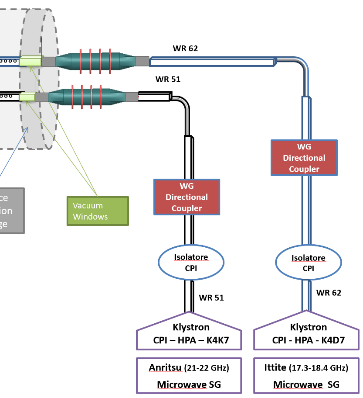 WR 62
WR 51
WG
Directional
Coupler
WG
Directional
Coupler
ce
ion
ge
Vacuum
Windows
Isolatore
CPI
Isolatore
CPI
WR 51
WR 62
Klystron
CPI – HPA – K4K7
Klystron
CPI - HPA - K4D7
Anritsu (21-22 GHz)
Microwave SG
Ittite (17.3-18.4 GHz)
Microwave SG